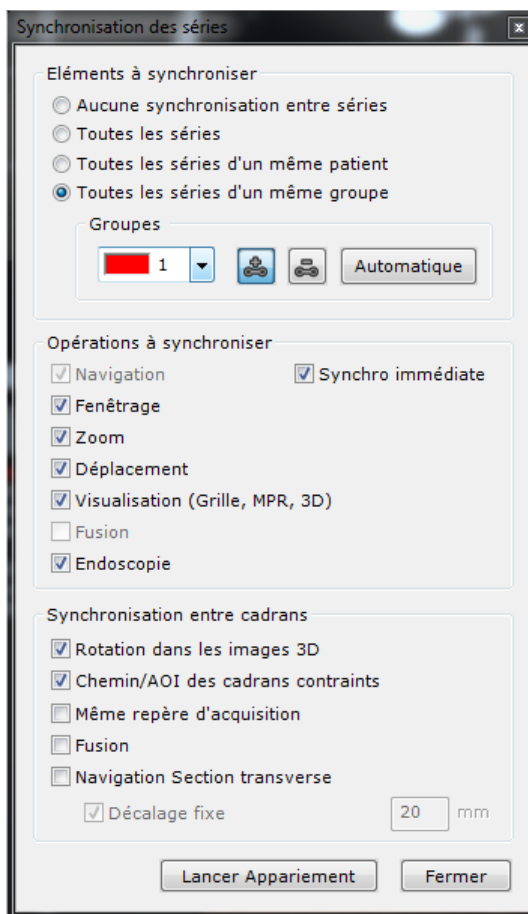 Synchronisation des séries
Eléments à synchroniser
Aucune synchronisation entre séries
Toutes les séries
Toutes les séries d'un même patient
Toutes les séries d'un même groupe
Groupes
1 Automatique
Opérations à synchroniser
Navigation Synchro immédiate
Fenêtrage
Zoom
Déplacement
Visualisation (Grille, MPR, 3D)
Fusion
Endoscopie
Synchronisation entre cadrans
Rotation dans les images 3D
Chemin/AOI des cadrans contraints
Même repère d'acquisition
Fusion
Navigation Section transverse
Décalage fixe 20 mm
Lancer Appariement Fermer